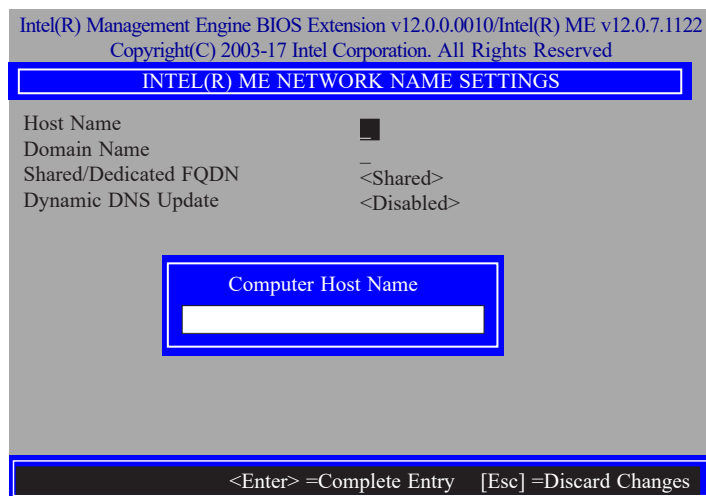 Intel(R) Management Engine BIOS Extension v12.0.0.0010/Intel(R) ME v12.0.7.1122
Copyright(C) 2003-17 Intel Corporation. All Rights Reserved
INTEL(R) ME NETWORK NAME SETTINGS
Host Name _
Domain Name _
Shared/Dedicated FQDN <Shared>
Dynamic DNS Update <Disabled>
Computer Host Name
<Enter> =Complete Entry [Esc] =Discard Changes